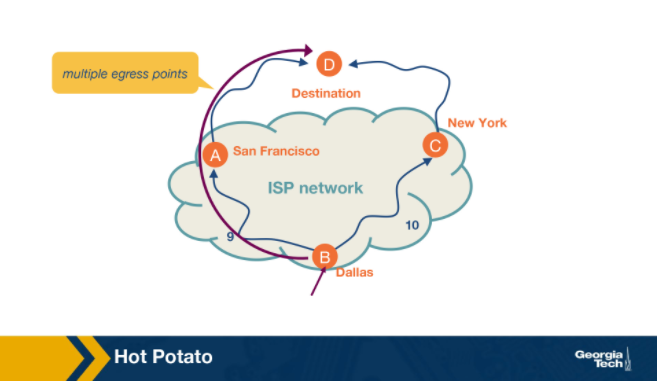 multiple egress points
D
Destination
New York
A
San Francisco
C
ISP network
9
10
B
Dallas
Hot Potato
Georgia
Tech